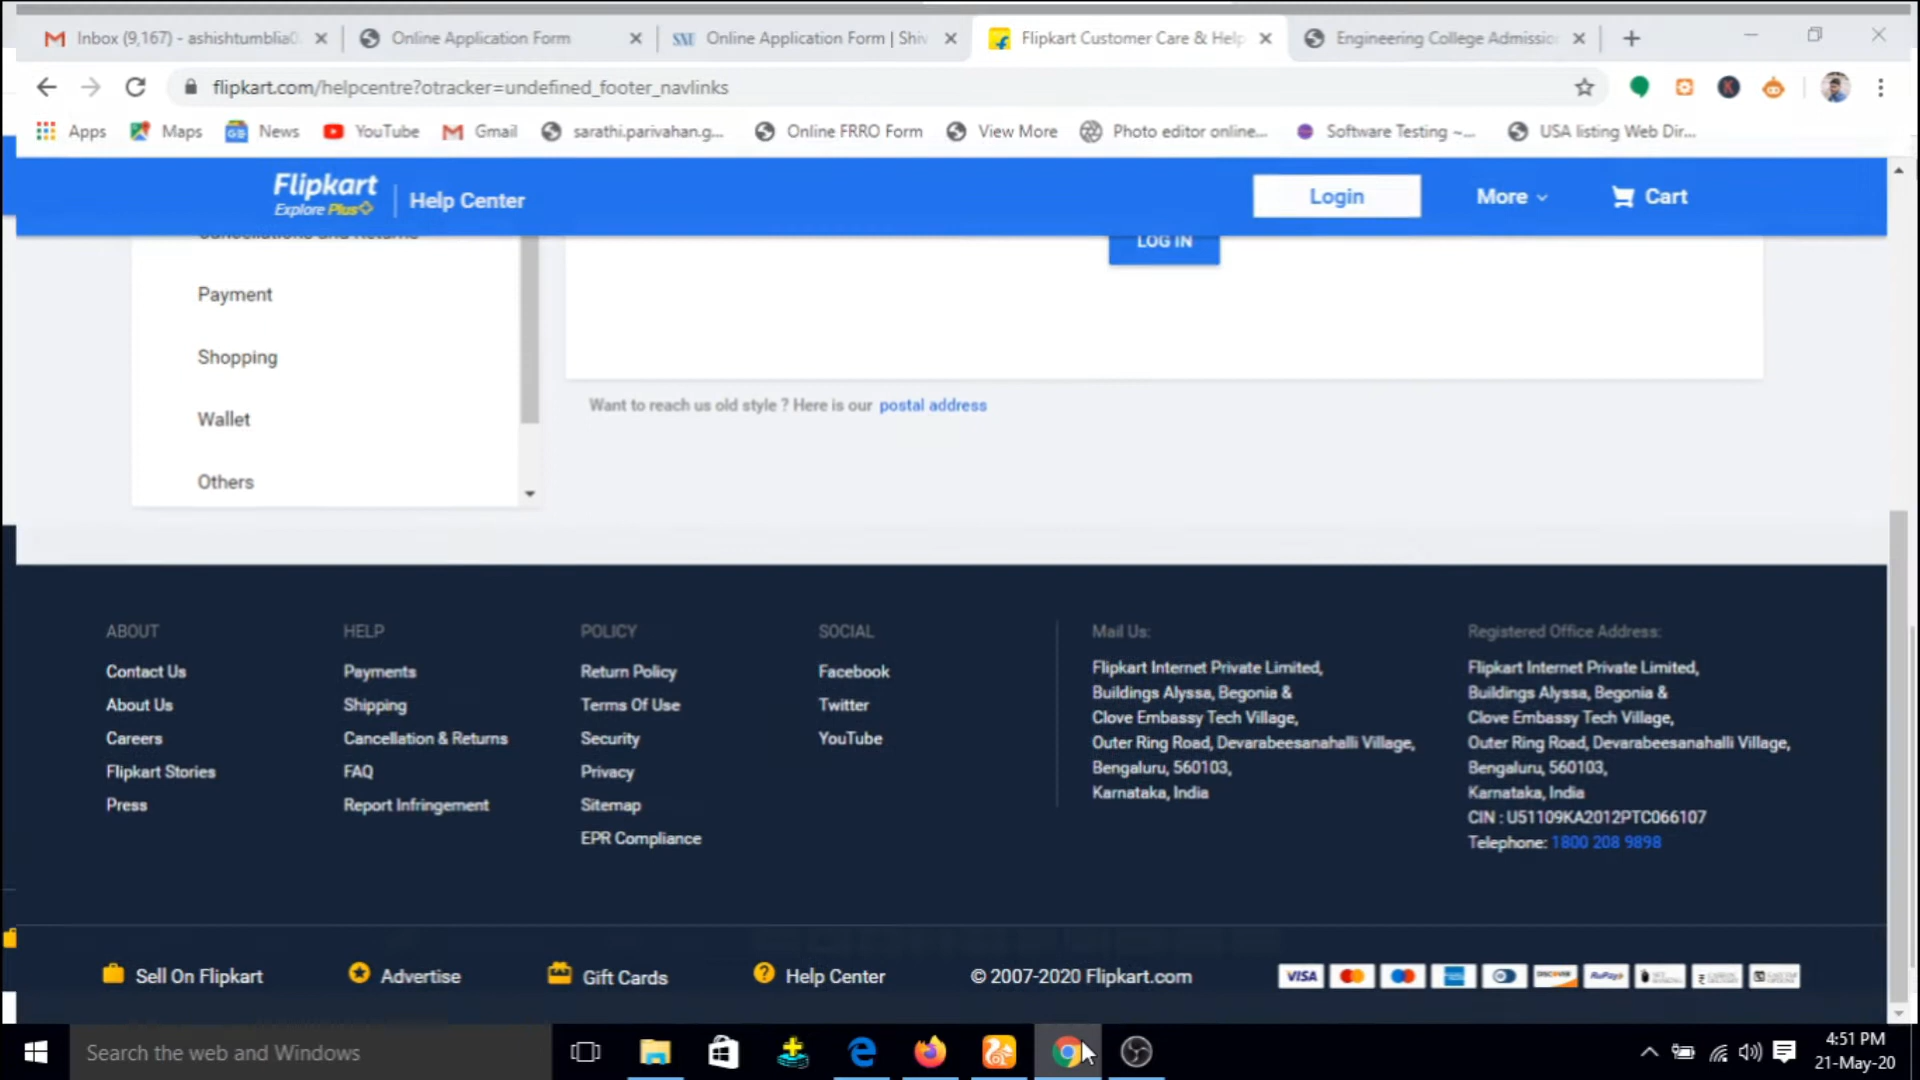 Inbox (9,167) - ashishtumblia0
Online Application Form
SNU Online Application Form | Shiv
Flipkart Customer Care & Help
Engineering College Admissio
flipkart.com/helpcentre?otracker=undefined_footer_navlinks
Apps
Maps
News
YouTube
Gmail
sarathi.parivahan.g...
Online FRRO Form
View More
Photo editor online...
Software Testing ~...
USA listing Web Dir...
Flipkart
Explore Plus
Help Center
Login
More
Cart
Cancellations and Returns
LOG IN
Payment
Shopping
Wallet
Others
Want to reach us old style ? Here is our postal address
ABOUT
Contact Us
About Us
Careers
Flipkart Stories
Press
HELP
Payments
Shipping
Cancellation & Returns
FAQ
Report Infringement
POLICY
Return Policy
Terms Of Use
Security
Privacy
Sitemap
EPR Compliance
SOCIAL
Facebook
Twitter
YouTube
Mail Us:
Flipkart Internet Private Limited,
Buildings Alyssa, Begonia &
Clove Embassy Tech Village,
Outer Ring Road, Devarabeesanahalli Village,
Bengaluru, 560103,
Karnataka, India
Registered Office Address:
Flipkart Internet Private Limited,
Buildings Alyssa, Begonia &
Clove Embassy Tech Village,
Outer Ring Road, Devarabeesanahalli Village,
Bengaluru, 560103,
Karnataka, India
CIN : U51109KA2012PTC066107
Telephone: 1800 208 9898
Sell On Flipkart
Advertise
Gift Cards
Help Center
© 2007-2020 Flipkart.com
VISA
DISCOVER
RuPay
Search the web and Windows
4:51 PM
21-May-20